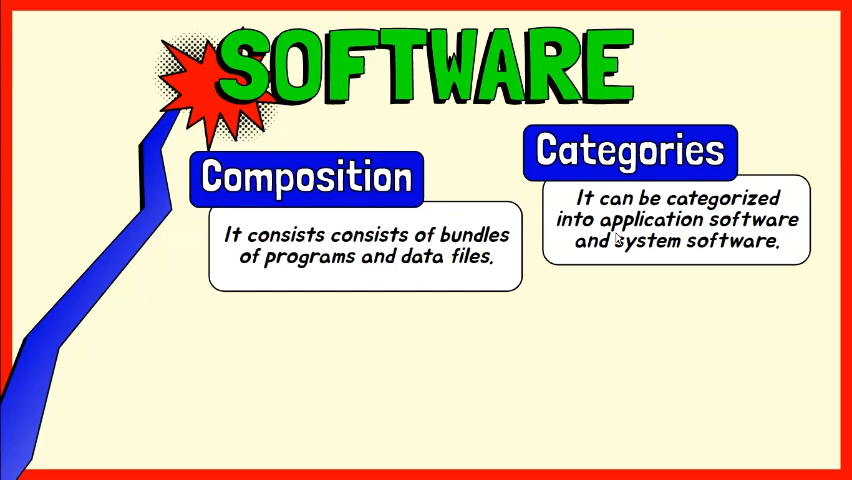 SOFTWARE
Composition
It consists consists of bundles
of programs and data files.
Categories
It can be categorized
into application software
and system software.